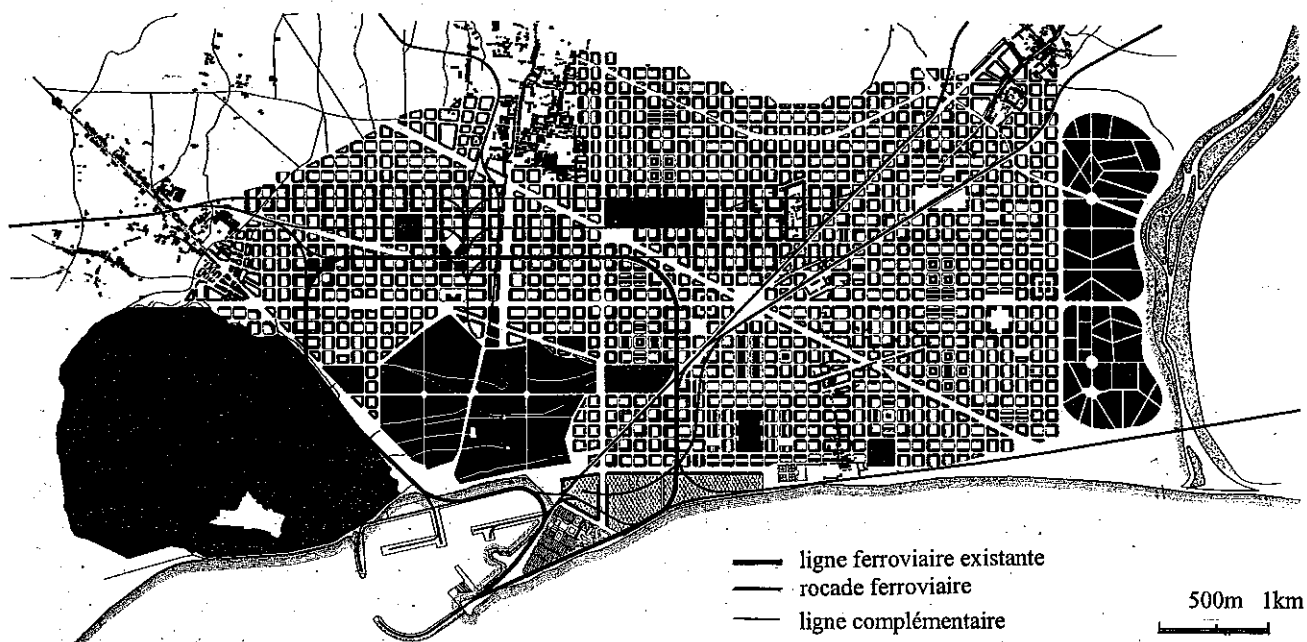 ligne ferroviaire existante
rocade ferroviaire
ligne complémentaire
500m 1km